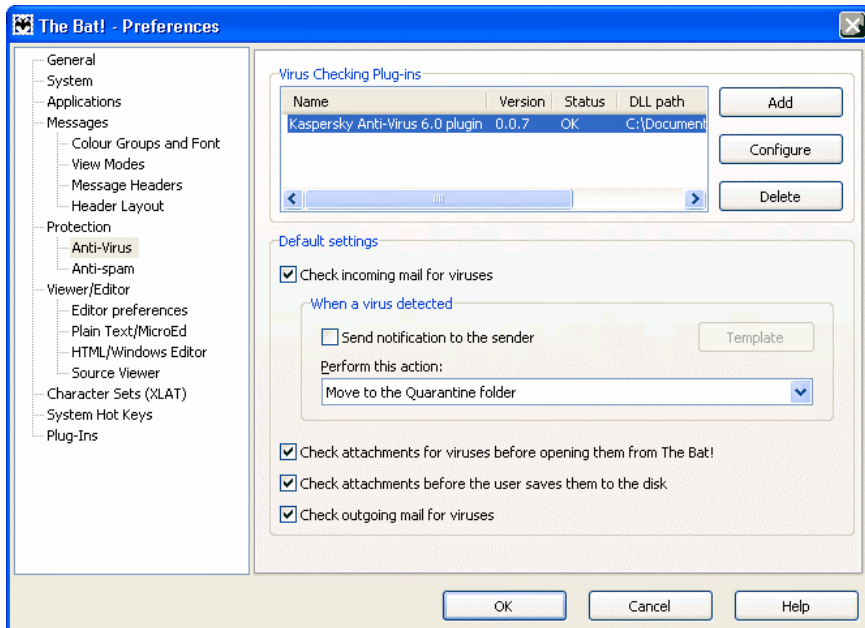 The Bat! - Preferences
General
System
Applications
Messages
Colour Groups and Font
View Modes
Message Headers
Header Layout
Protection
Anti-Virus
Anti-spam
Viewer/Editor
Editor preferences
Plain Text/MicroEd
HTML/Windows Editor
Source Viewer
Character Sets (XLAT)
System Hot Keys
Plug-Ins
Virus Checking Plug-ins
Name Version Status DLL path
Kaspersky Anti-Virus 6.0 plugin 0.0.7 OK C:\Document
Add
Configure
Delete
Default settings
Check incoming mail for viruses
When a virus detected
Send notification to the sender
Template
Perform this action:
Move to the Quarantine folder
Check attachments for viruses before opening them from The Bat!
Check attachments before the user saves them to the disk
Check outgoing mail for viruses
OK Cancel Help